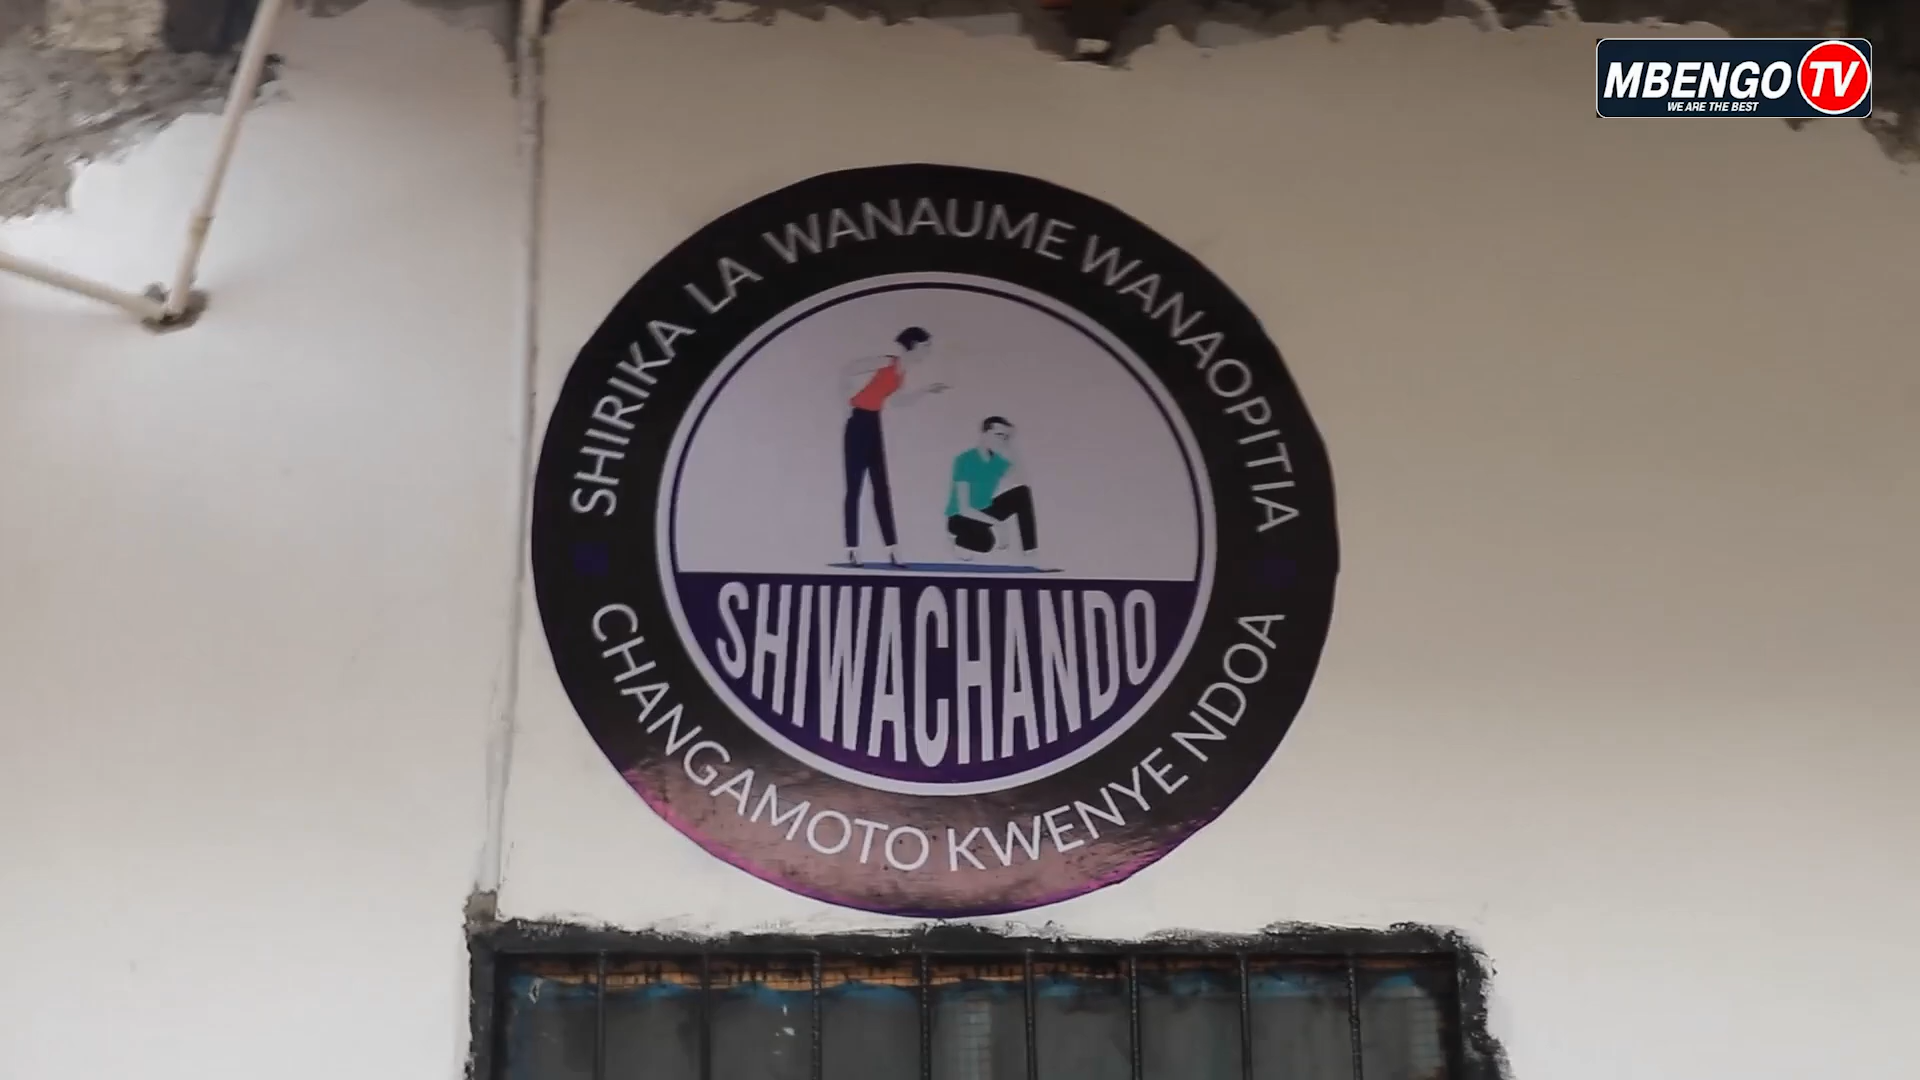 MBENGO TV
WE ARE THE BEST
SHIRIKA LA WANAUME WANAOPITIA
SHIWACHANDO
CHANGAMOTO KWENYE NDOA